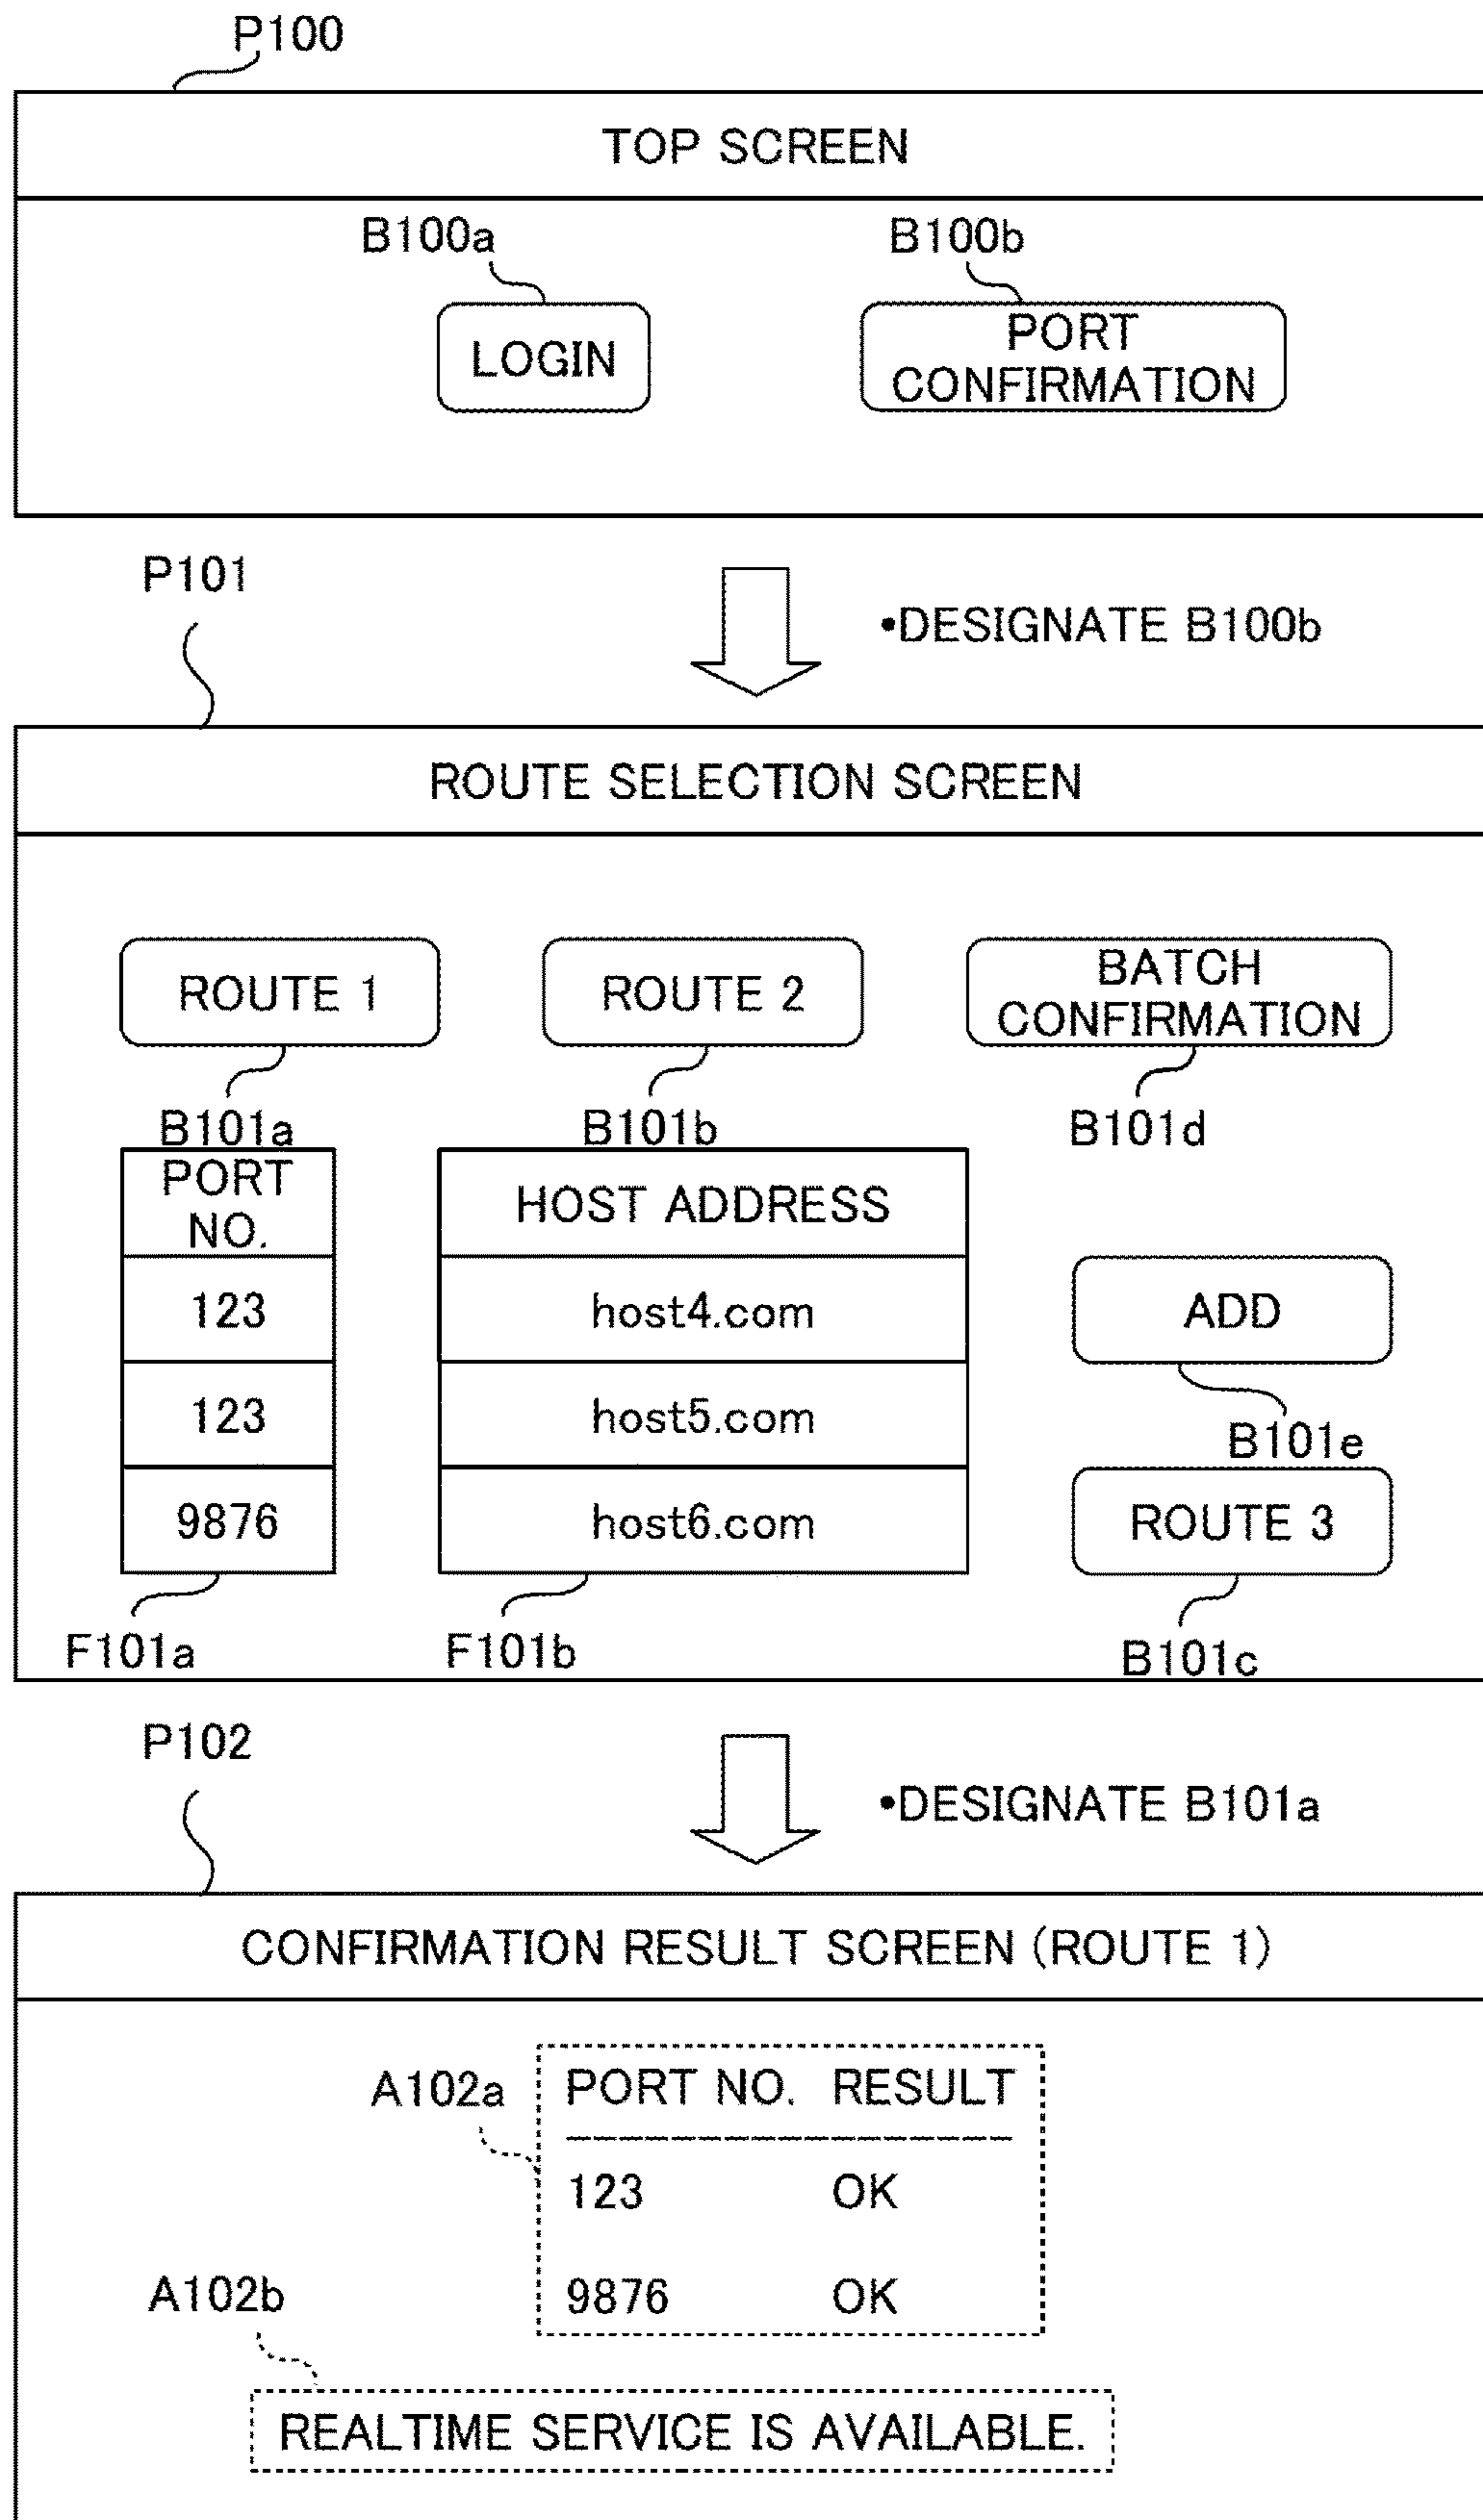 P100
TOP SCREEN
B100a B100b
LOGIN
PORT
CONFIRMATION
P101
•DESIGNATE B100b
ROUTE SELECTION SCREEN
ROUTE 1
ROUTE 2
BATCH
CONFIRMATION
B101a B101b B101d
PORT
NO.
HOST ADDRESS
123 host4.com ADD
123 host5.com
B101e
9876 host6.com ROUTE 3
F101a F101b B101c
P102
•DESIGNATE B101a
CONFIRMATION RESULT SCREEN (ROUTE 1)
A102a
PORT NO. RESULT
123 OK
9876 OK
A102b
REALTIME SERVICE IS AVAILABLE.